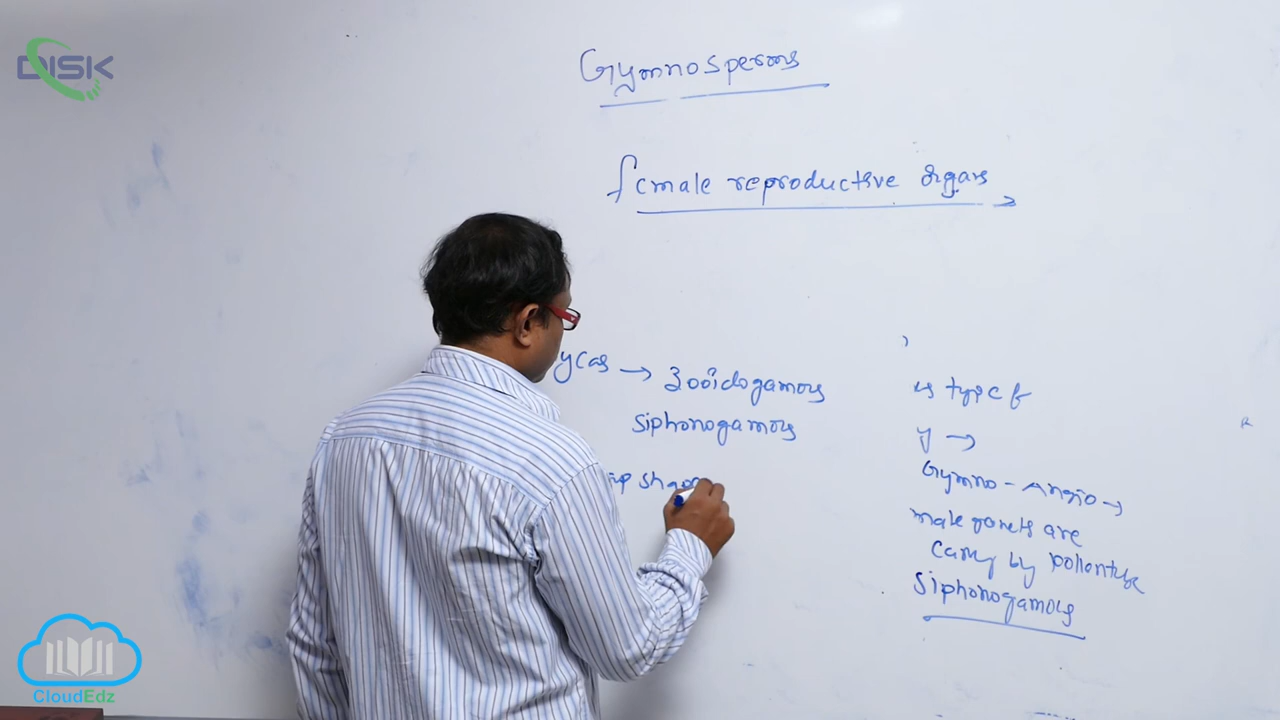 DISK
Gymnosperms
female reproductive organs
ycas → Zooidogamous
siphonogamous
is type of
y →
Gymno - Angio →
male gamets are
carry by pollentube
Siphonogamous
CloudEdz